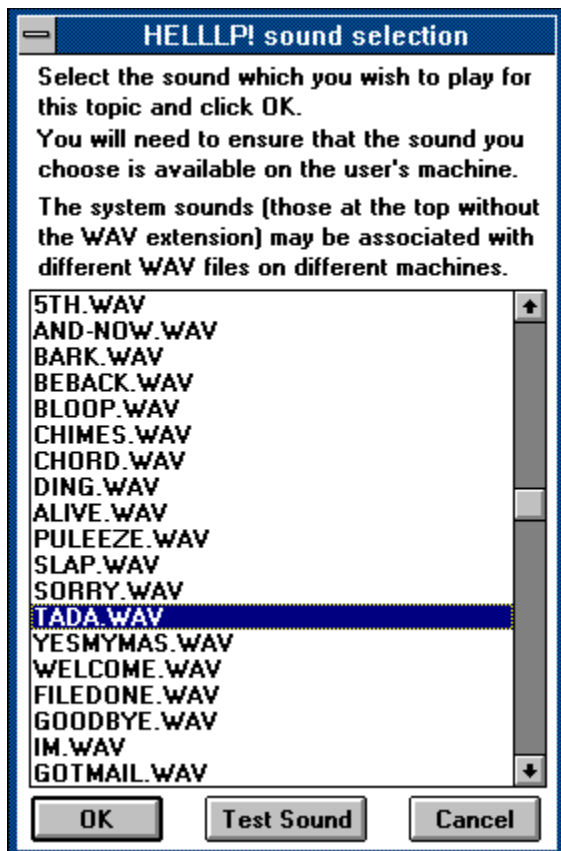 HELLLP! sound selection
Select the sound which you wish to play for
this topic and click OK.
You will need to ensure that the sound you
choose is available on the user's machine.
The system sounds (those at the top without
the WAV extension) may be associated with
different WAV files on different machines.
5TH.WAV
AND-NOW.WAV
BARK.WAV
BEBACK.WAV
BLOOP.WAV
CHIMES.WAV
CHORD.WAV
DING.WAV
ALIVE.WAV
PULEEZE.WAV
SLAP.WAV
SORRY.WAV
TADA.WAV
YESMYMAS.WAV
WELCOME.WAV
FILEDONE.WAV
GOODBYE.WAV
IM.WAV
GOTMAIL.WAV
OK Test Sound Cancel